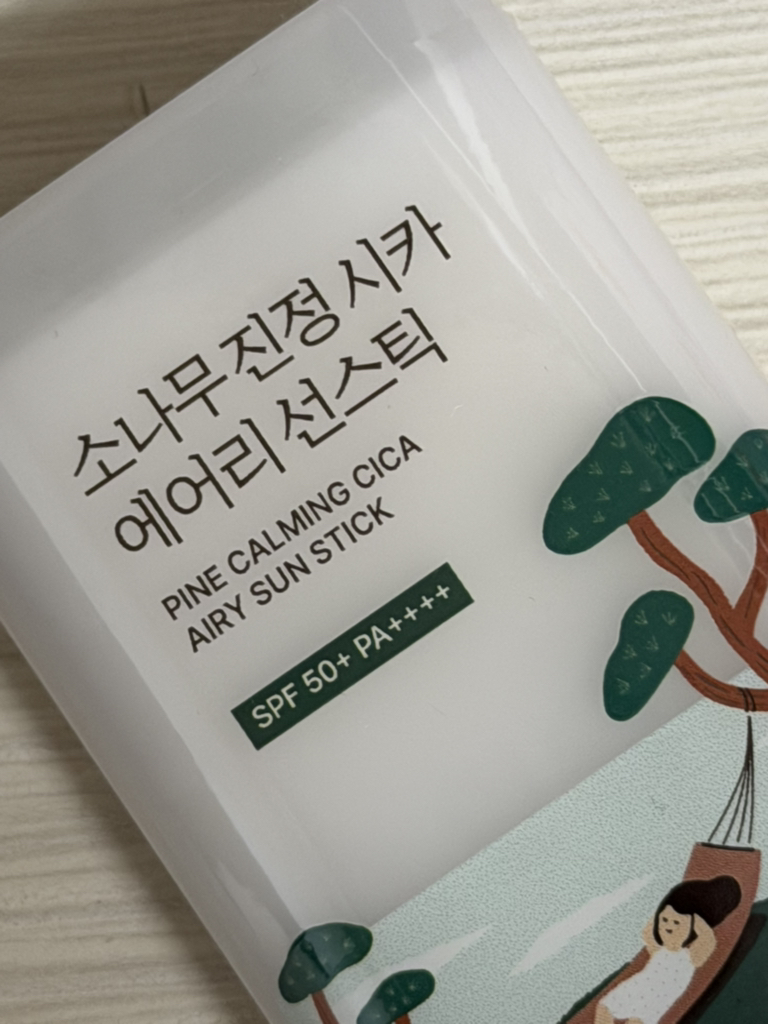 소나무 진정 시카
에어리 선스틱
PINE CALMING CICA
AIRY SUN STICK
SPF 50+ PA++++